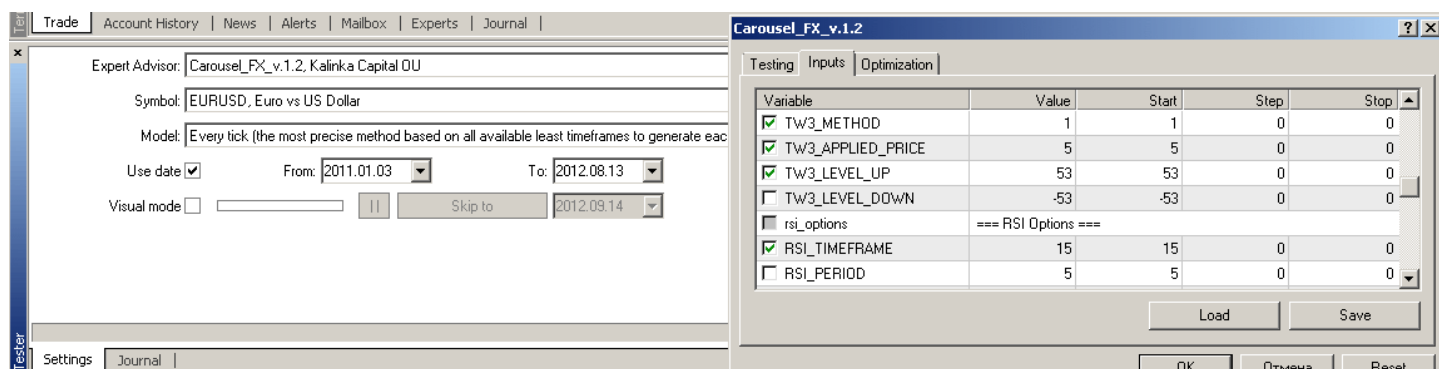 Ter
Trade | Account History | News | Alerts | Mailbox | Experts | Journal |
Expert Advisor: Carousel_FX_v.1.2, Kalinka Capital OU
Symbol: EURUSD, Euro vs US Dollar
Model: Every tick (the most precise method based on all available least timeframes to generate eac
Use date From: 2011.01.03 To: 2012.08.13
Visual mode Skip to 2012.09.14
Tester
Settings Journal |
Carousel_FX_v.1.2
Testing Inputs Optimization
Variable Value Start Step Stop
TW3_METHOD 1 1 0 0
TW3_APPLIED_PRICE 5 5 0 0
TW3_LEVEL_UP 53 53 0 0
TW3_LEVEL_DOWN -53 -53 0 0
rsi_options === RSI Options ===
RSI_TIMEFRAME 15 15 0 0
RSI_PERIOD 5 5 0 0
Load Save
OK Отмена Reset